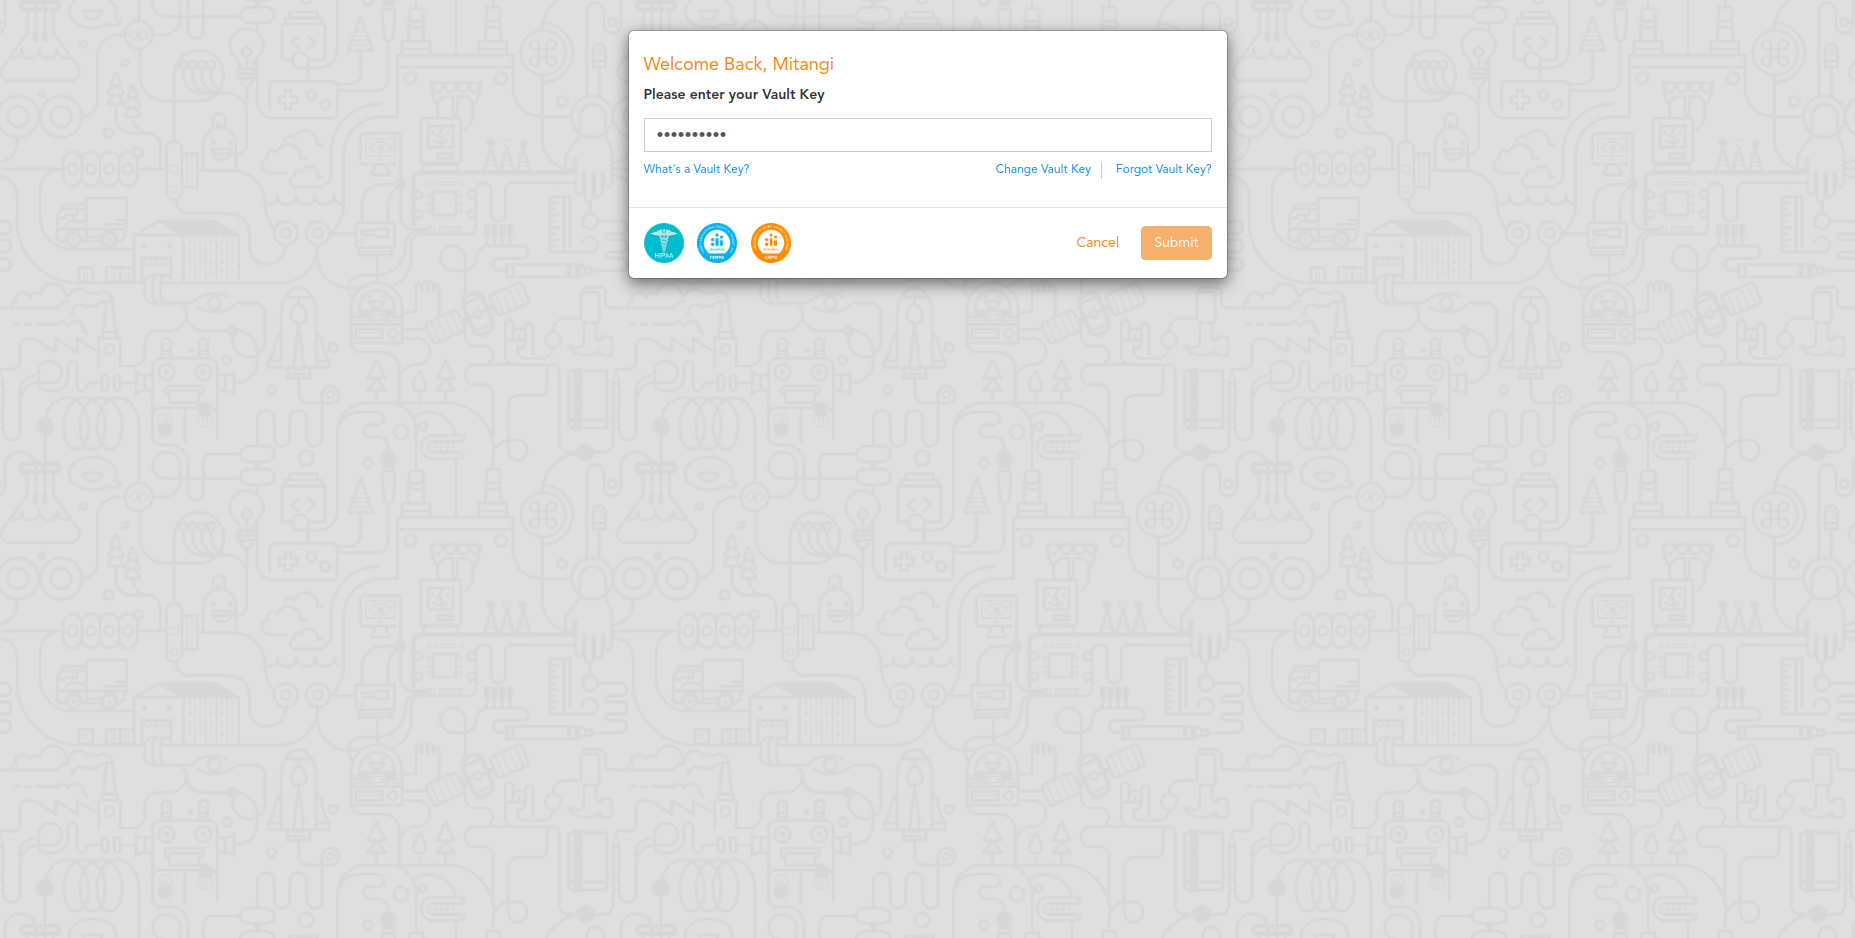 Welcome Back, Mitangi
Please enter your Vault Key
••••••••••
What's a Vault Key?
Change Vault Key
Forgot Vault Key?
HIPAA
FERPA
COPPA
Cancel
Submit